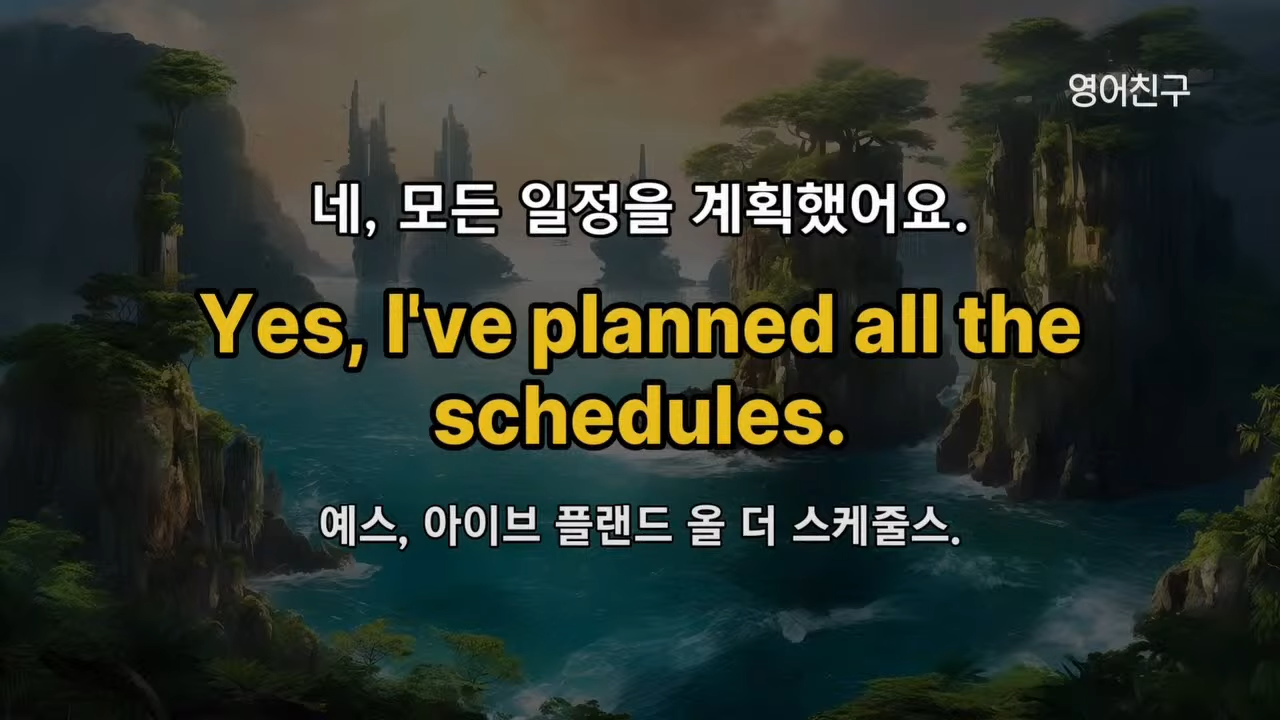 영어친구
네, 모든 일정을 계획했어요.
Yes, I've planned all the
schedules.
예스, 아이브 플랜드 올 더 스케줄스.